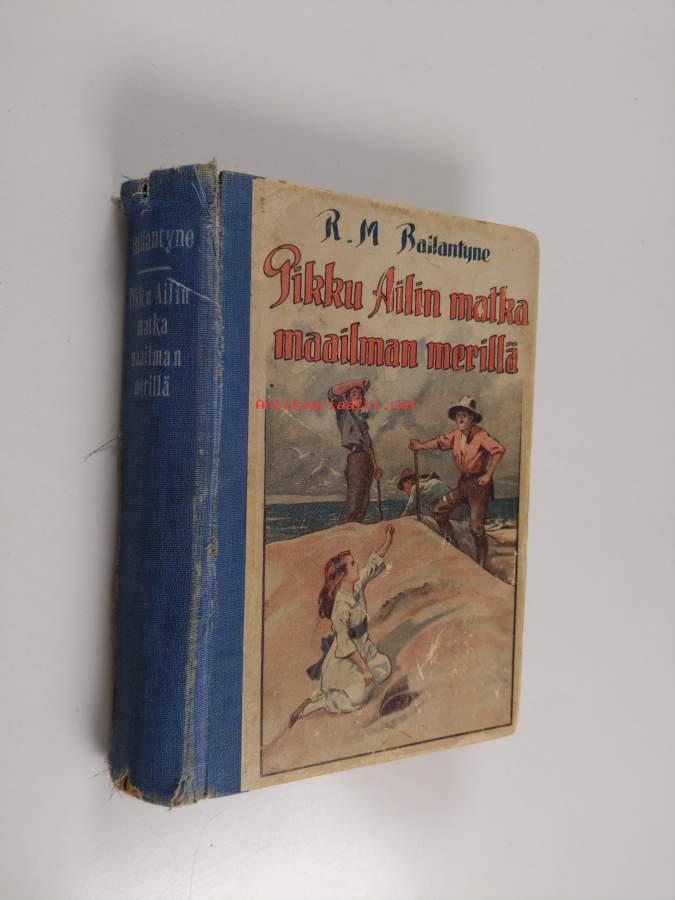 R. M Ballantyne
Pikku Ailin matka
maailman merillä
Ballantyne
Pikku Ailin
matka
maailman
merillä
Antikvariaatti.net